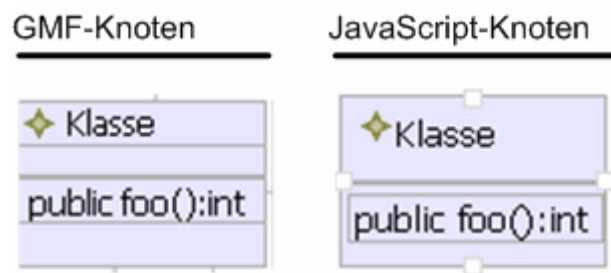 GMF-Knoten
JavaScript-Knoten
Klasse
public foo():int
Klasse
public foo():int